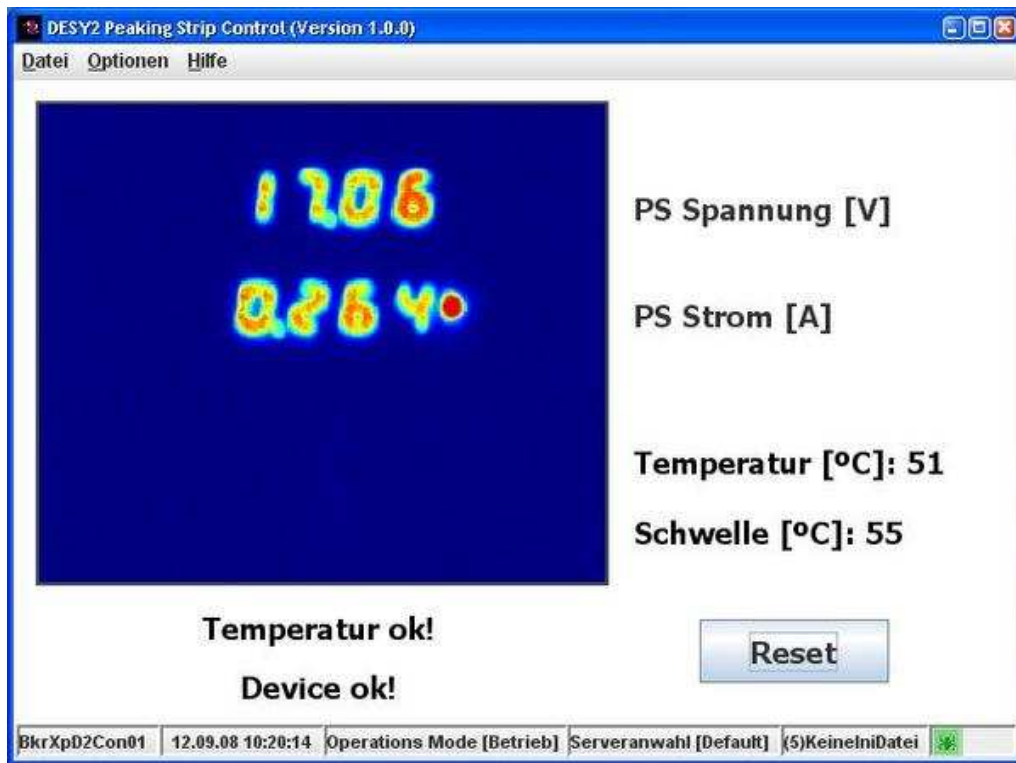 DESY2 Peaking Strip Control (Version 1.0.0)
Datei Optionen Hilfe
17.06
PS Spannung [V]
0.264
PS Strom [A]
Temperatur [ºC]: 51
Schwelle [ºC]: 55
Temperatur ok!
Device ok!
Reset
BkrXpD2Con01 12.09.08 10:20:14 Operations Mode [Betrieb] Serveranwahl [Default] (5)KeineIniDatei